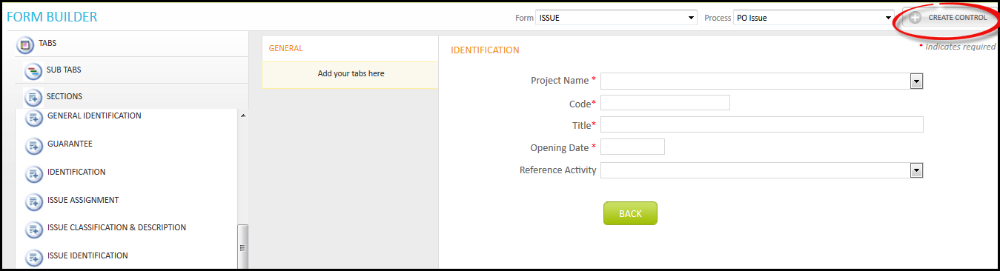 FORM BUILDER
Form ISSUE Process PO Issue CREATE CONTROL
* Indicates required
TABS
SUB TABS
SECTIONS
GENERAL IDENTIFICATION
GUARANTEE
IDENTIFICATION
ISSUE ASSIGNMENT
ISSUE CLASSIFICATION & DESCRIPTION
ISSUE IDENTIFICATION
GENERAL
Add your tabs here
IDENTIFICATION
Project Name *
Code*
Title*
Opening Date *
Reference Activity
BACK